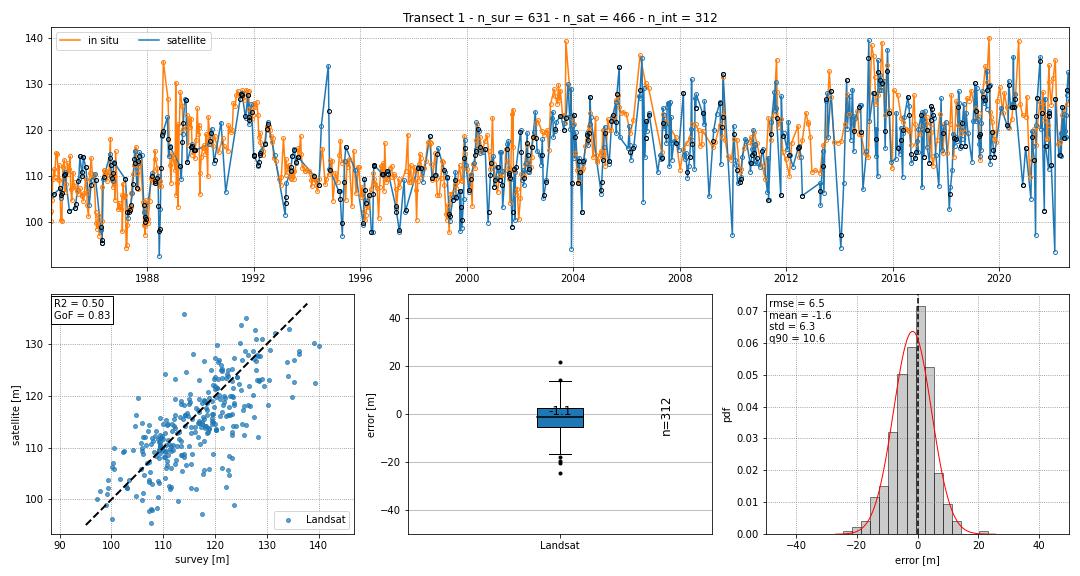 Transect 1 - n_sur = 631 - n_sat = 466 - n_int = 312
in situ
satellite
140
130
120
110
100
1988
1992
1996
2000
2004
2008
2012
2016
2020
R2 = 0.50
GoF = 0.83
satellite [m]
130
120
110
100
90
100
110
120
130
140
survey [m]
Landsat
error [m]
40
20
0
−20
−40
-1.1
n=312
Landsat
rmse = 6.5
mean = -1.6
std = 6.3
q90 = 10.6
pdf
0.07
0.06
0.05
0.04
0.03
0.02
0.01
0.00
−40
−20
0
20
40
error [m]